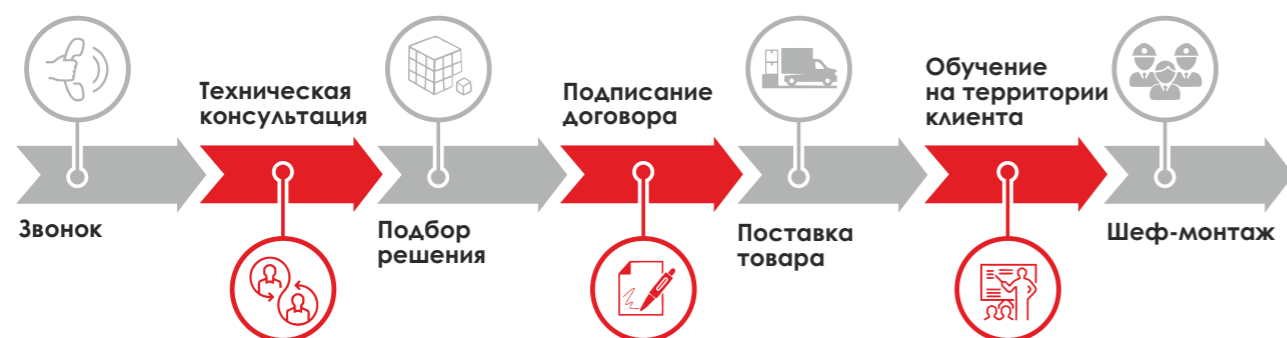 Звонок
Техническая
консультация
Подбор
решения
Подписание
договора
Поставка
товара
Обучение
на территории
клиента
Шеф-монтаж